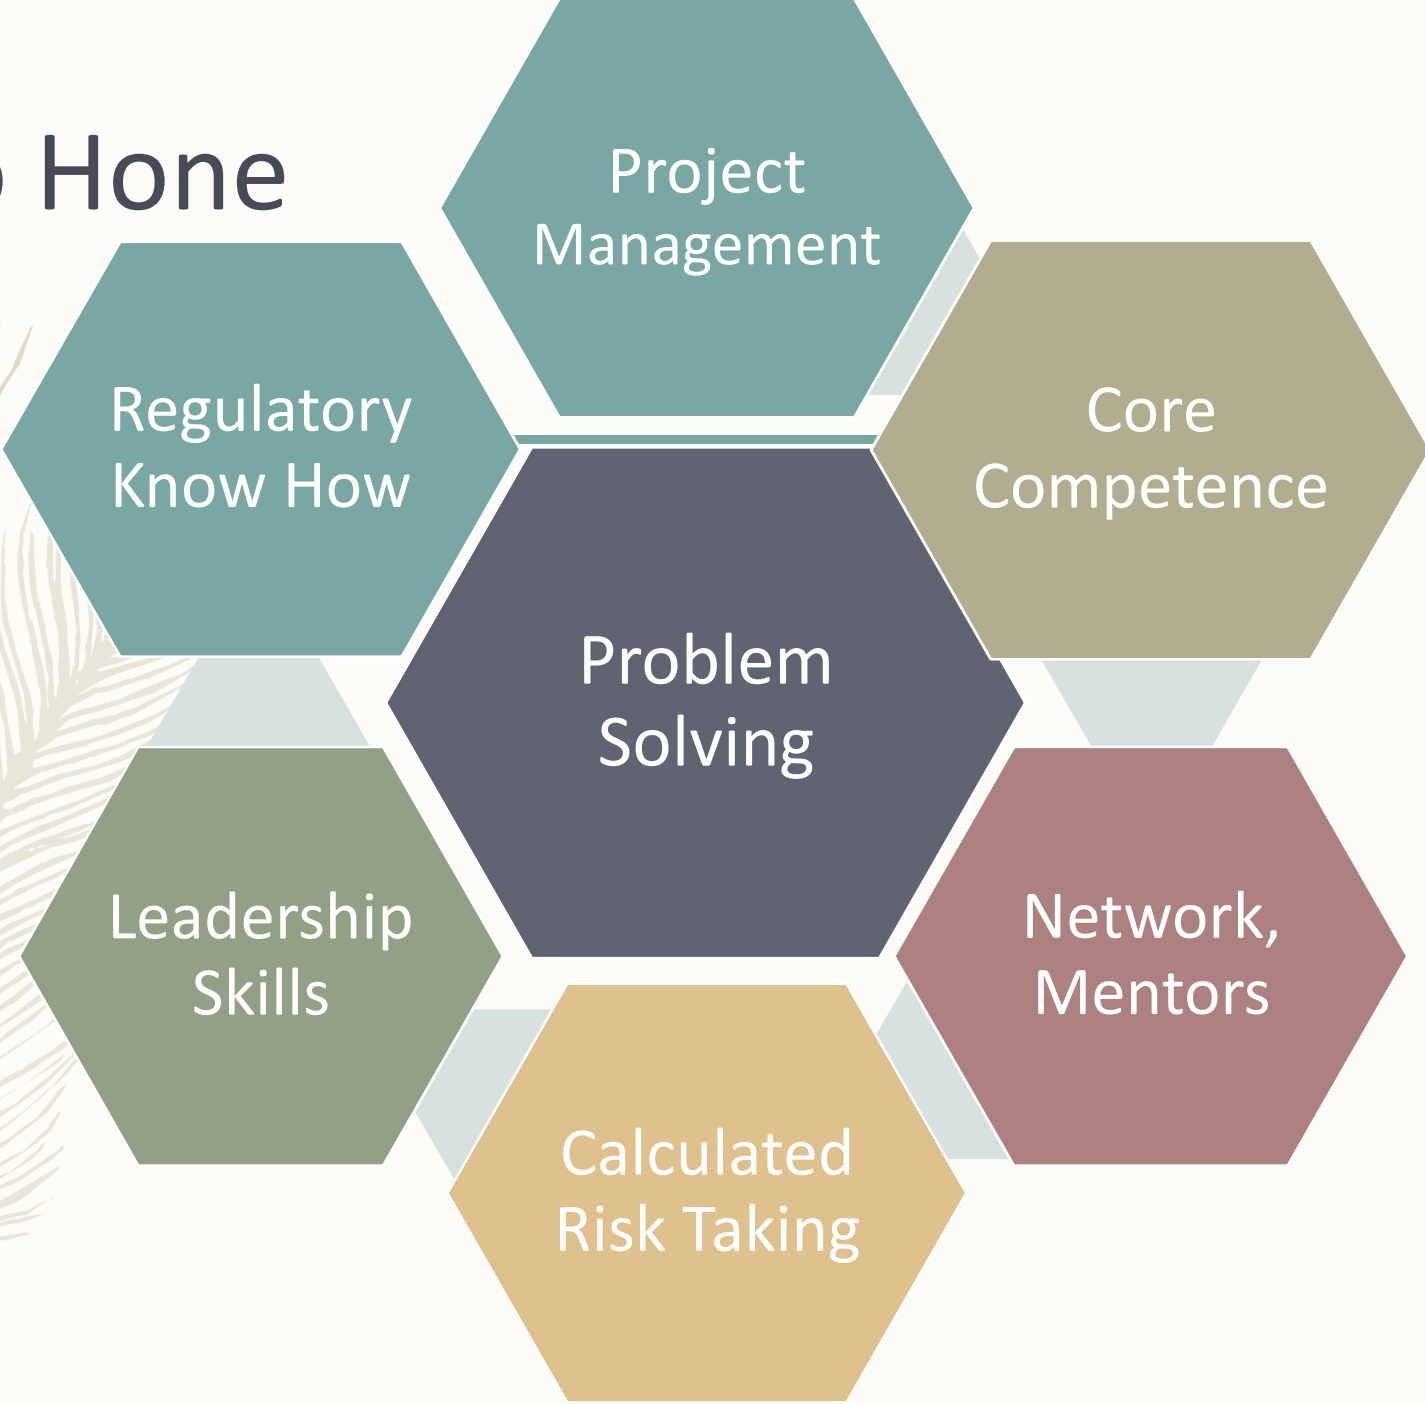 Hone
Project
Management
Core
Competence
Regulatory
Know How
Problem
Solving
Network,
Mentors
Leadership
Skills
Calculated
Risk Taking